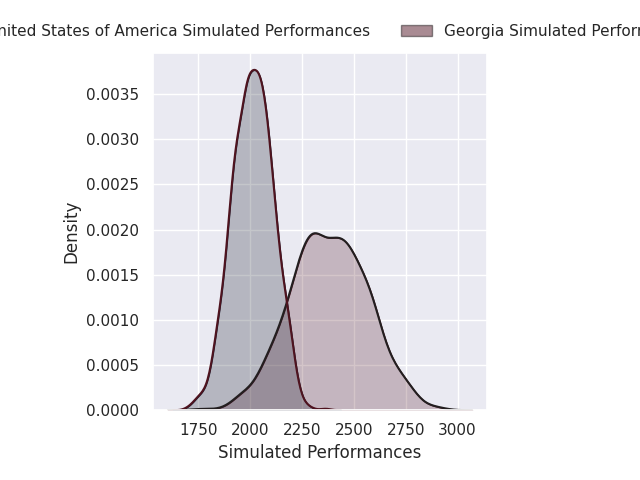 nited States of America Simulated Performances Georgia Simulated Perfor
0.0035
0.0030
0.0025
0.0020
0.0015
0.0010
0.0005
0.0000
Density
1750 2000 2250 2500 2750 3000
Simulated Performances